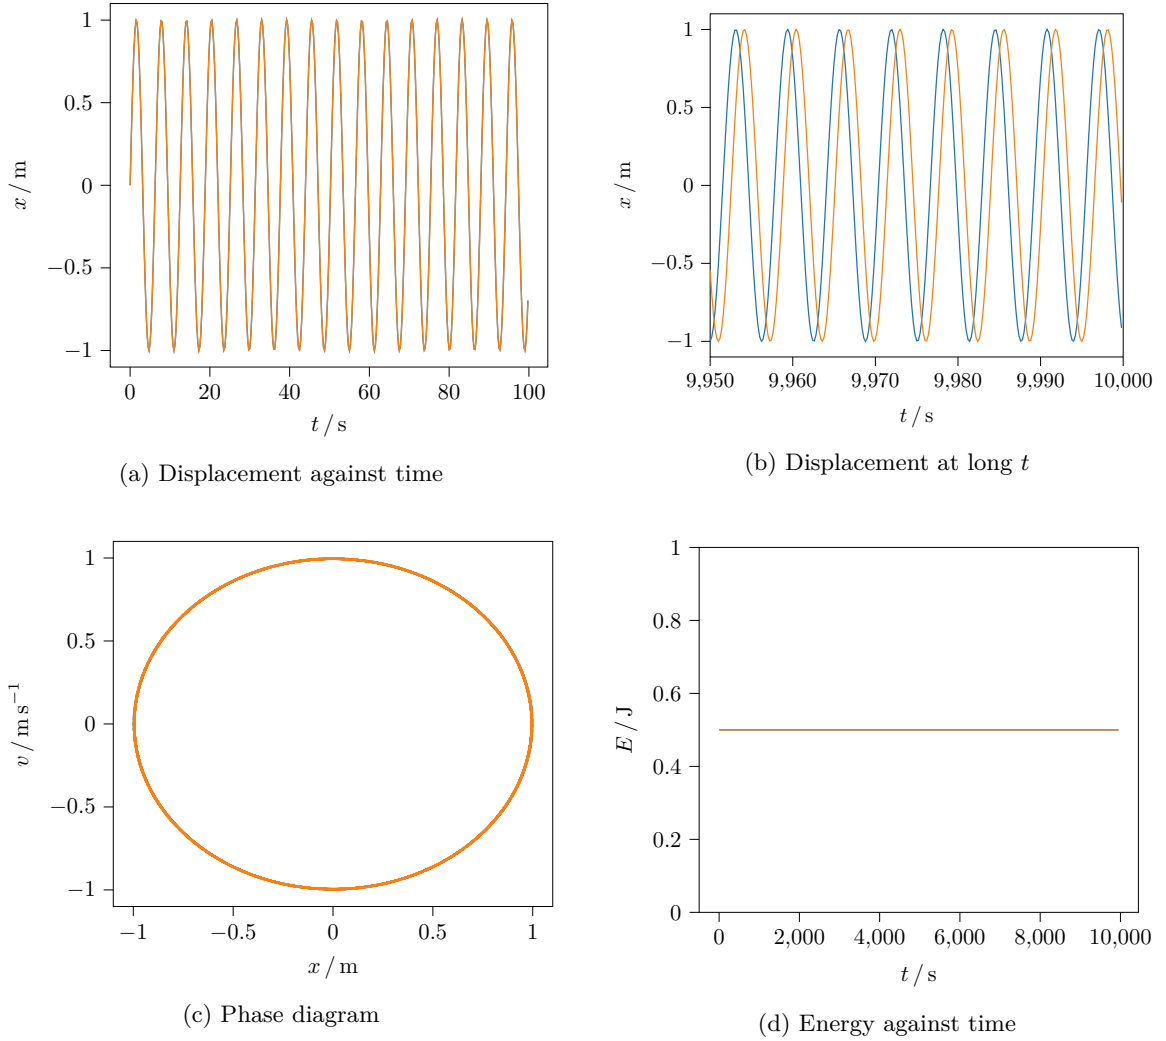 1
0.5
0
−0.5
−1
x / m
0 20 40 60 80 100
t / s
(a) Displacement against time
1
0.5
0
−0.5
−1
x / m
9,950 9,960 9,970 9,980 9,990 10,000
t / s
(b) Displacement at long t
1
0.5
0
−0.5
−1
v / m s⁻¹
−1 −0.5 0 0.5 1
x / m
(c) Phase diagram
1
0.8
0.6
0.4
0.2
0
E / J
0 2,000 4,000 6,000 8,000 10,000
t / s
(d) Energy against time